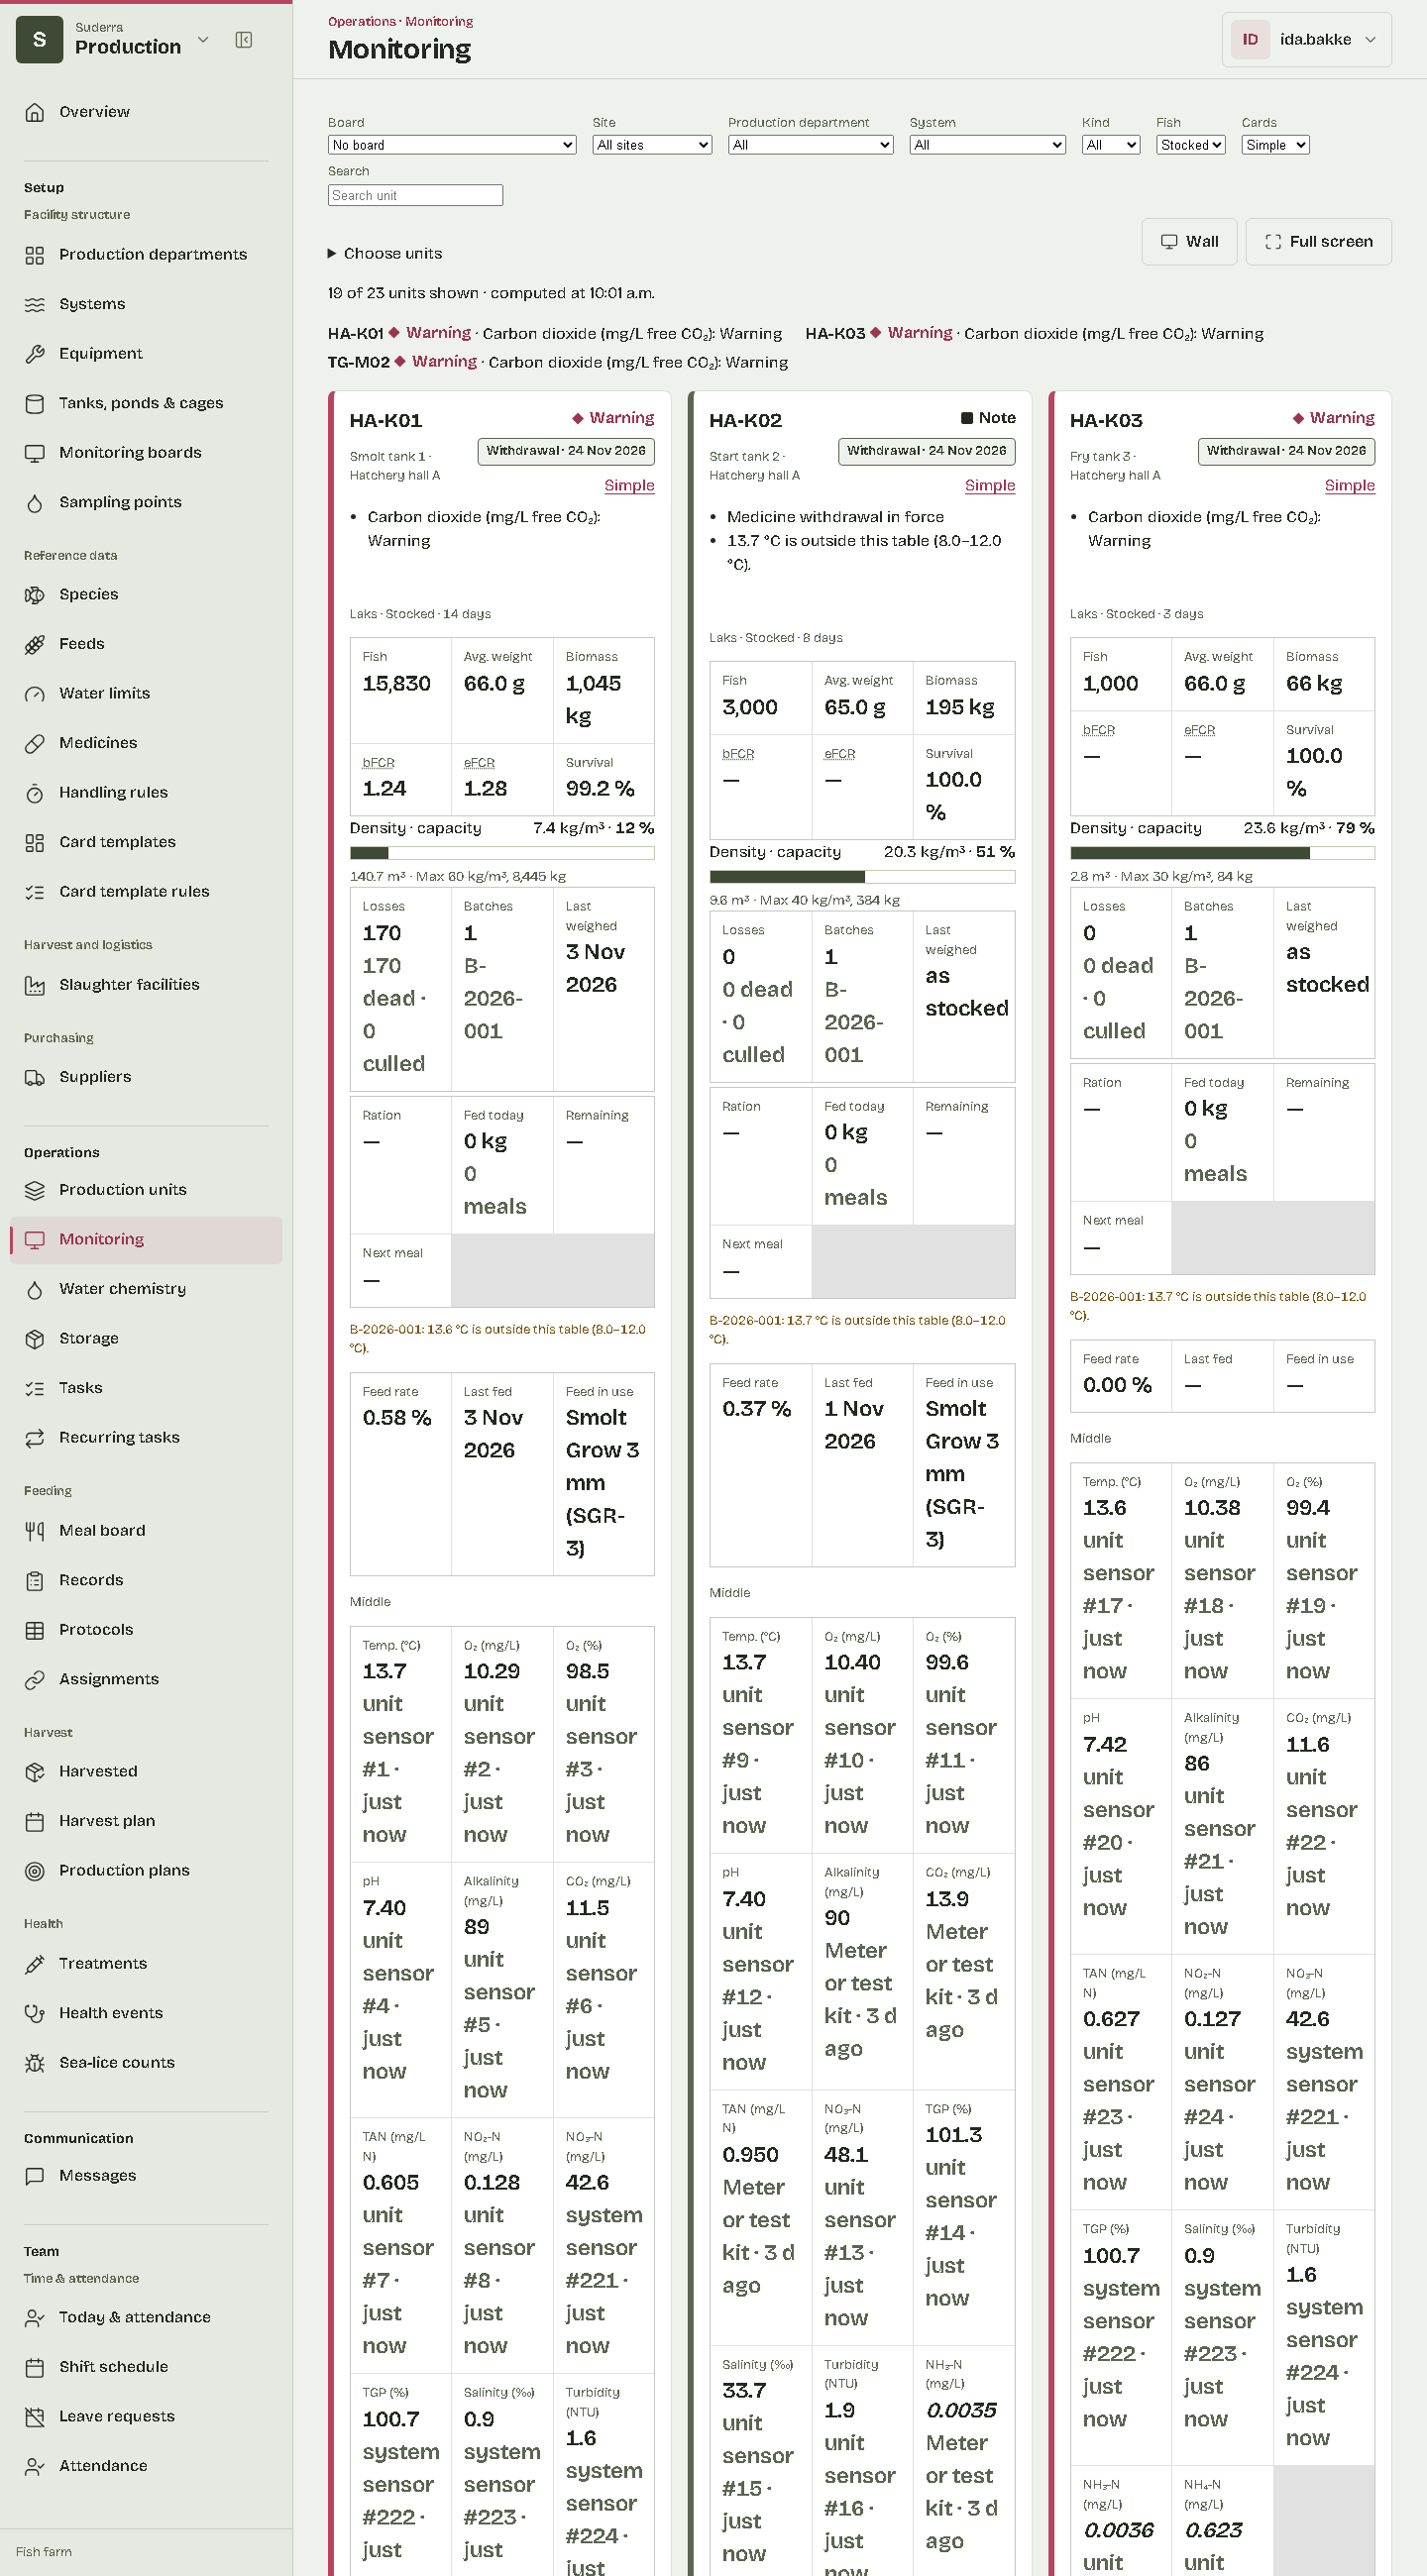 Suderra
S
Production
Overview
Setup
Facility structure
Production departments
Systems
Equipment
Tanks, ponds & cages
Monitoring boards
Sampling points
Reference data
Species
Feeds
Water limits
Medicines
Handling rules
Card templates
Card template rules
Harvest and logistics
Slaughter facilities
Purchasing
Suppliers
Operations
Production units
Monitoring
Water chemistry
Storage
Tasks
Recurring tasks
Feeding
Meal board
Records
Protocols
Assignments
Harvest
Harvested
Harvest plan
Production plans
Health
Treatments
Health events
Sea-lice counts
Communication
Messages
Team
Time & attendance
Today & attendance
Shift schedule
Leave requests
Attendance
Fish farm
Operations · Monitoring
Monitoring
ID ida.bakke
Board Site Production department System Kind Fish Cards
No board All sites All All All Stocked Simple
Search
Search unit
▶ Choose units
Wall Full screen
19 of 23 units shown · computed at 10:01 a.m.
HA-K01 ◆ Warning · Carbon dioxide (mg/L free CO₂): Warning HA-K03 ◆ Warning · Carbon dioxide (mg/L free CO₂): Warning
TG-M02 ◆ Warning · Carbon dioxide (mg/L free CO₂): Warning
HA-K01 ◆ Warning
Withdrawal · 24 Nov 2026
Smolt tank 1 ·
Hatchery hall A
Simple
• Carbon dioxide (mg/L free CO₂):
Warning
Laks · Stocked · 14 days
Fish Avg. weight Biomass
15,830 66.0 g 1,045
kg
bFCR eFCR Survival
1.24 1.28 99.2 %
Density · capacity 7.4 kg/m³ · 12 %
140.7 m³ · Max 60 kg/m³, 8,445 kg
Losses Batches Last
weighed
170 1 3 Nov
2026
170
dead ·
0
culled
B-
2026-
001
Ration Fed today Remaining
— 0 kg —
0
meals
Next meal
—
B-2026-001: 13.6 °C is outside this table (8.0–12.0
°C).
Feed rate Last fed Feed in use
0.58 % 3 Nov
2026
Smolt
Grow 3
mm
(SGR-
3)
Middle
Temp. (°C) O₂ (mg/L) O₂ (%)
13.7 10.29 98.5
unit unit unit
sensor sensor sensor
#1 · #2 · #3 ·
just just just
now now now
pH Alkalinity
(mg/L) CO₂ (mg/L)
7.40 89 11.5
unit unit unit
sensor sensor sensor
#4 · #5 · #6 ·
just just just
now now now
TAN (mg/L
N) NO₂-N
(mg/L) NO₃-N
(mg/L)
0.605 0.128 42.6
unit unit system
sensor sensor sensor
#7 · #8 · #221 ·
just just just
now now now
TGP (%) Salinity (‰) Turbidity
(NTU)
100.7 0.9 1.6
system system system
sensor sensor sensor
#222 · #223 · #224 ·
just just just
HA-K02 ■ Note
Withdrawal · 24 Nov 2026
Start tank 2 ·
Hatchery hall A
Simple
• Medicine withdrawal in force
• 13.7 °C is outside this table (8.0–12.0
°C).
Laks · Stocked · 8 days
Fish Avg. weight Biomass
3,000 65.0 g 195 kg
bFCR eFCR Survival
— — 100.0
%
Density · capacity 20.3 kg/m³ · 51 %
9.6 m³ · Max 40 kg/m³, 384 kg
Losses Batches Last
weighed
0 1 as
stocked
0 dead
· 0
culled
B-
2026-
001
Ration Fed today Remaining
— 0 kg —
0
meals
Next meal
—
B-2026-001: 13.7 °C is outside this table (8.0–12.0
°C).
Feed rate Last fed Feed in use
0.37 % 1 Nov
2026
Smolt
Grow 3
mm
(SGR-
3)
Middle
Temp. (°C) O₂ (mg/L) O₂ (%)
13.7 10.40 99.6
unit unit unit
sensor sensor sensor
#9 · #10 · #11 ·
just just just
now now now
pH Alkalinity
(mg/L) CO₂ (mg/L)
7.40 90 13.9
unit Meter Meter
sensor or test or test
#12 · kit · 3 d kit · 3 d
just ago ago
now
TAN (mg/L
N) NO₃-N
(mg/L) TGP (%)
0.950 48.1 101.3
Meter unit unit
or test sensor sensor
kit · 3 d #13 · #14 ·
ago just just
now now
Salinity (‰) Turbidity
(NTU) NH₃-N
(mg/L)
33.7 1.9 0.0035
unit unit Meter
sensor sensor or test
#15 · #16 · kit · 3 d
just just ago
now now
HA-K03 ◆ Warning
Withdrawal · 24 Nov 2026
Fry tank 3 ·
Hatchery hall A
Simple
• Carbon dioxide (mg/L free CO₂):
Warning
Laks · Stocked · 3 days
Fish Avg. weight Biomass
1,000 66.0 g 66 kg
bFCR eFCR Survival
— — 100.0
%
Density · capacity 23.6 kg/m³ · 79 %
2.8 m³ · Max 30 kg/m³, 84 kg
Losses Batches Last
weighed
0 1 as
stocked
0 dead
· 0
culled
B-
2026-
001
Ration Fed today Remaining
— 0 kg —
0
meals
Next meal
—
B-2026-001: 13.7 °C is outside this table (8.0–12.0
°C).
Feed rate Last fed Feed in use
0.00 % — —
Middle
Temp. (°C) O₂ (mg/L) O₂ (%)
13.6 10.38 99.4
unit unit unit
sensor sensor sensor
#17 · #18 · #19 ·
just just just
now now now
pH Alkalinity
(mg/L) CO₂ (mg/L)
7.42 86 11.6
unit unit unit
sensor sensor sensor
#20 · #21 · #22 ·
just just just
now now now
TAN (mg/L
N) NO₂-N
(mg/L) NO₃-N
(mg/L)
0.627 0.127 42.6
unit unit system
sensor sensor sensor
#23 · #24 · #221 ·
just just just
now now now
TGP (%) Salinity (‰) Turbidity
(NTU)
100.7 0.9 1.6
system system system
sensor sensor sensor
#222 · #223 · #224 ·
just just just
now now now
NH₃-N
(mg/L) NH₄-N
(mg/L)
0.0036 0.623
unit unit